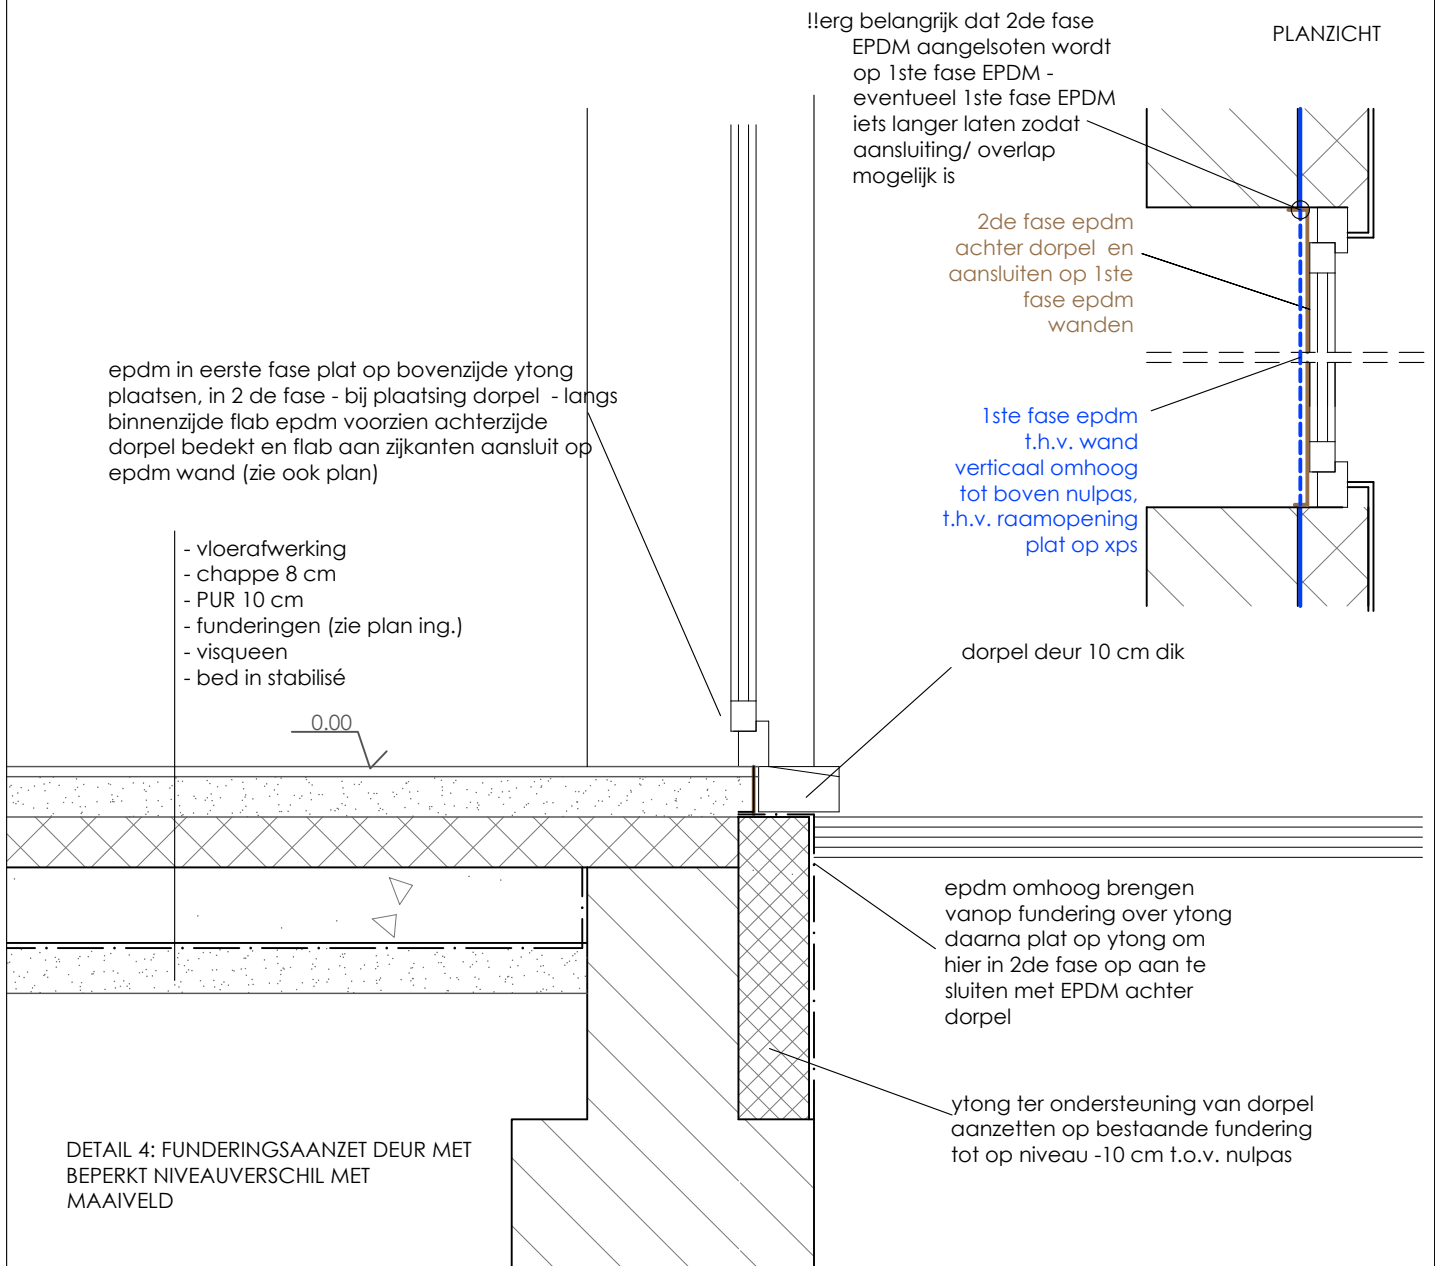 !!erg belangrijk dat 2de fase
EPDM aangelsoten wordt
op 1ste fase EPDM -
eventueel 1ste fase EPDM
iets langer laten zodat
aansluiting/ overlap
mogelijk is
PLANZICHT
2de fase epdm
achter dorpel en
aansluiten op 1ste
fase epdm
wanden
epdm in eerste fase plat op bovenzijde ytong
plaatsen, in 2 de fase - bij plaatsing dorpel - langs
binnenzijde flab epdm voorzien achterzijde
dorpel bedekt en flab aan zijkanten aansluit op
epdm wand (zie ook plan)
1ste fase epdm
t.h.v. wand
verticaal omhoog
tot boven nulpas,
t.h.v. raamopening
plat op xps
- vloerafwerking
- chappe 8 cm
- PUR 10 cm
- funderingen (zie plan ing.)
- visqueen
- bed in stabilisé
dorpel deur 10 cm dik
0.00
epdm omhoog brengen
vanop fundering over ytong
daarna plat op ytong om
hier in 2de fase op aan te
sluiten met EPDM achter
dorpel
ytong ter ondersteuning van dorpel
aanzetten op bestaande fundering
tot op niveau -10 cm t.o.v. nulpas
DETAIL 4: FUNDERINGSAANZET DEUR MET
BEPERKT NIVEAUVERSCHIL MET
MAAIVELD